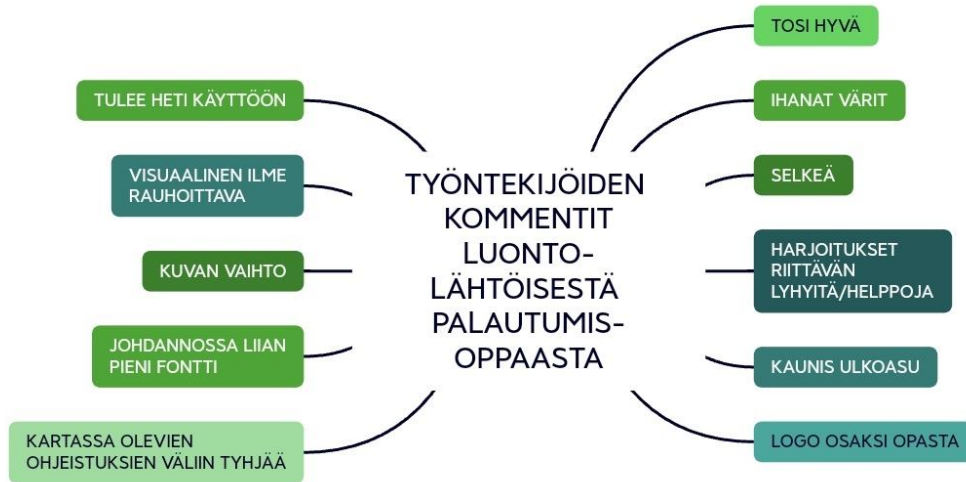 TOSI HYVÄ
TULEE HETI KÄYTTÖÖN
IHANAT VÄRIT
VISUAALINEN ILME
RAUHOITTAVA
SELKEÄ
TYÖNTEKIJÖIDEN
KOMMENTIT
LUONTO-
LÄHTÖISESTÄ
PALAUTUMIS-
OPPAASTA
KUVAN VAIHTO
HARJOITUKSET
RIITTÄVÄN
LYHYITÄ/HELPPOJA
JOHDANNOSSA LIIAN
PIENI FONTTI
KAUNIS ULKOASU
KARTASSA OLEVIEN
OHJEISTUKSIEN VÄLIIN TYHJÄÄ
LOGO OSAKSI OPASTA